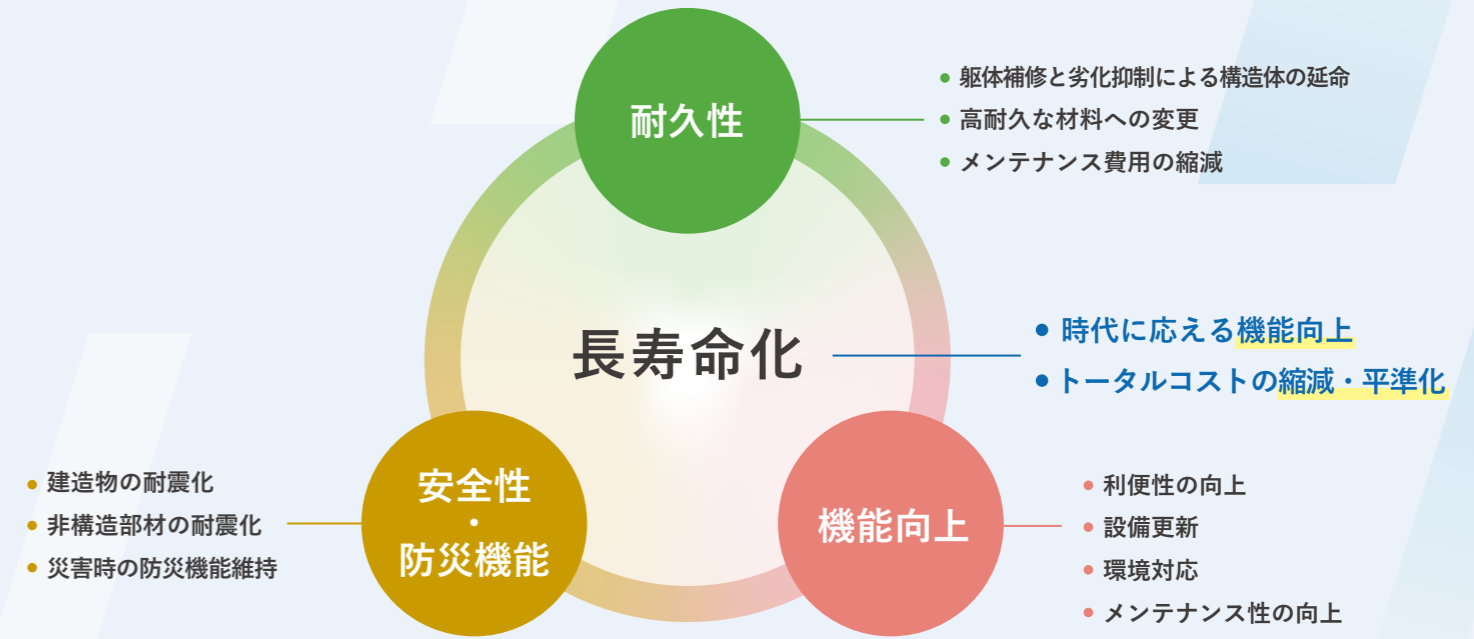 耐久性
● 躯体補修と劣化抑制による構造体の延命
● 高耐久な材料への変更
● メンテナンス費用の縮減
長寿命化
● 時代に応える機能向上
● トータルコストの縮減・平準化
安全性
・
防災機能
● 建造物の耐震化
● 非構造部材の耐震化
● 災害時の防災機能維持
機能向上
● 利便性の向上
● 設備更新
● 環境対応
● メンテナンス性の向上